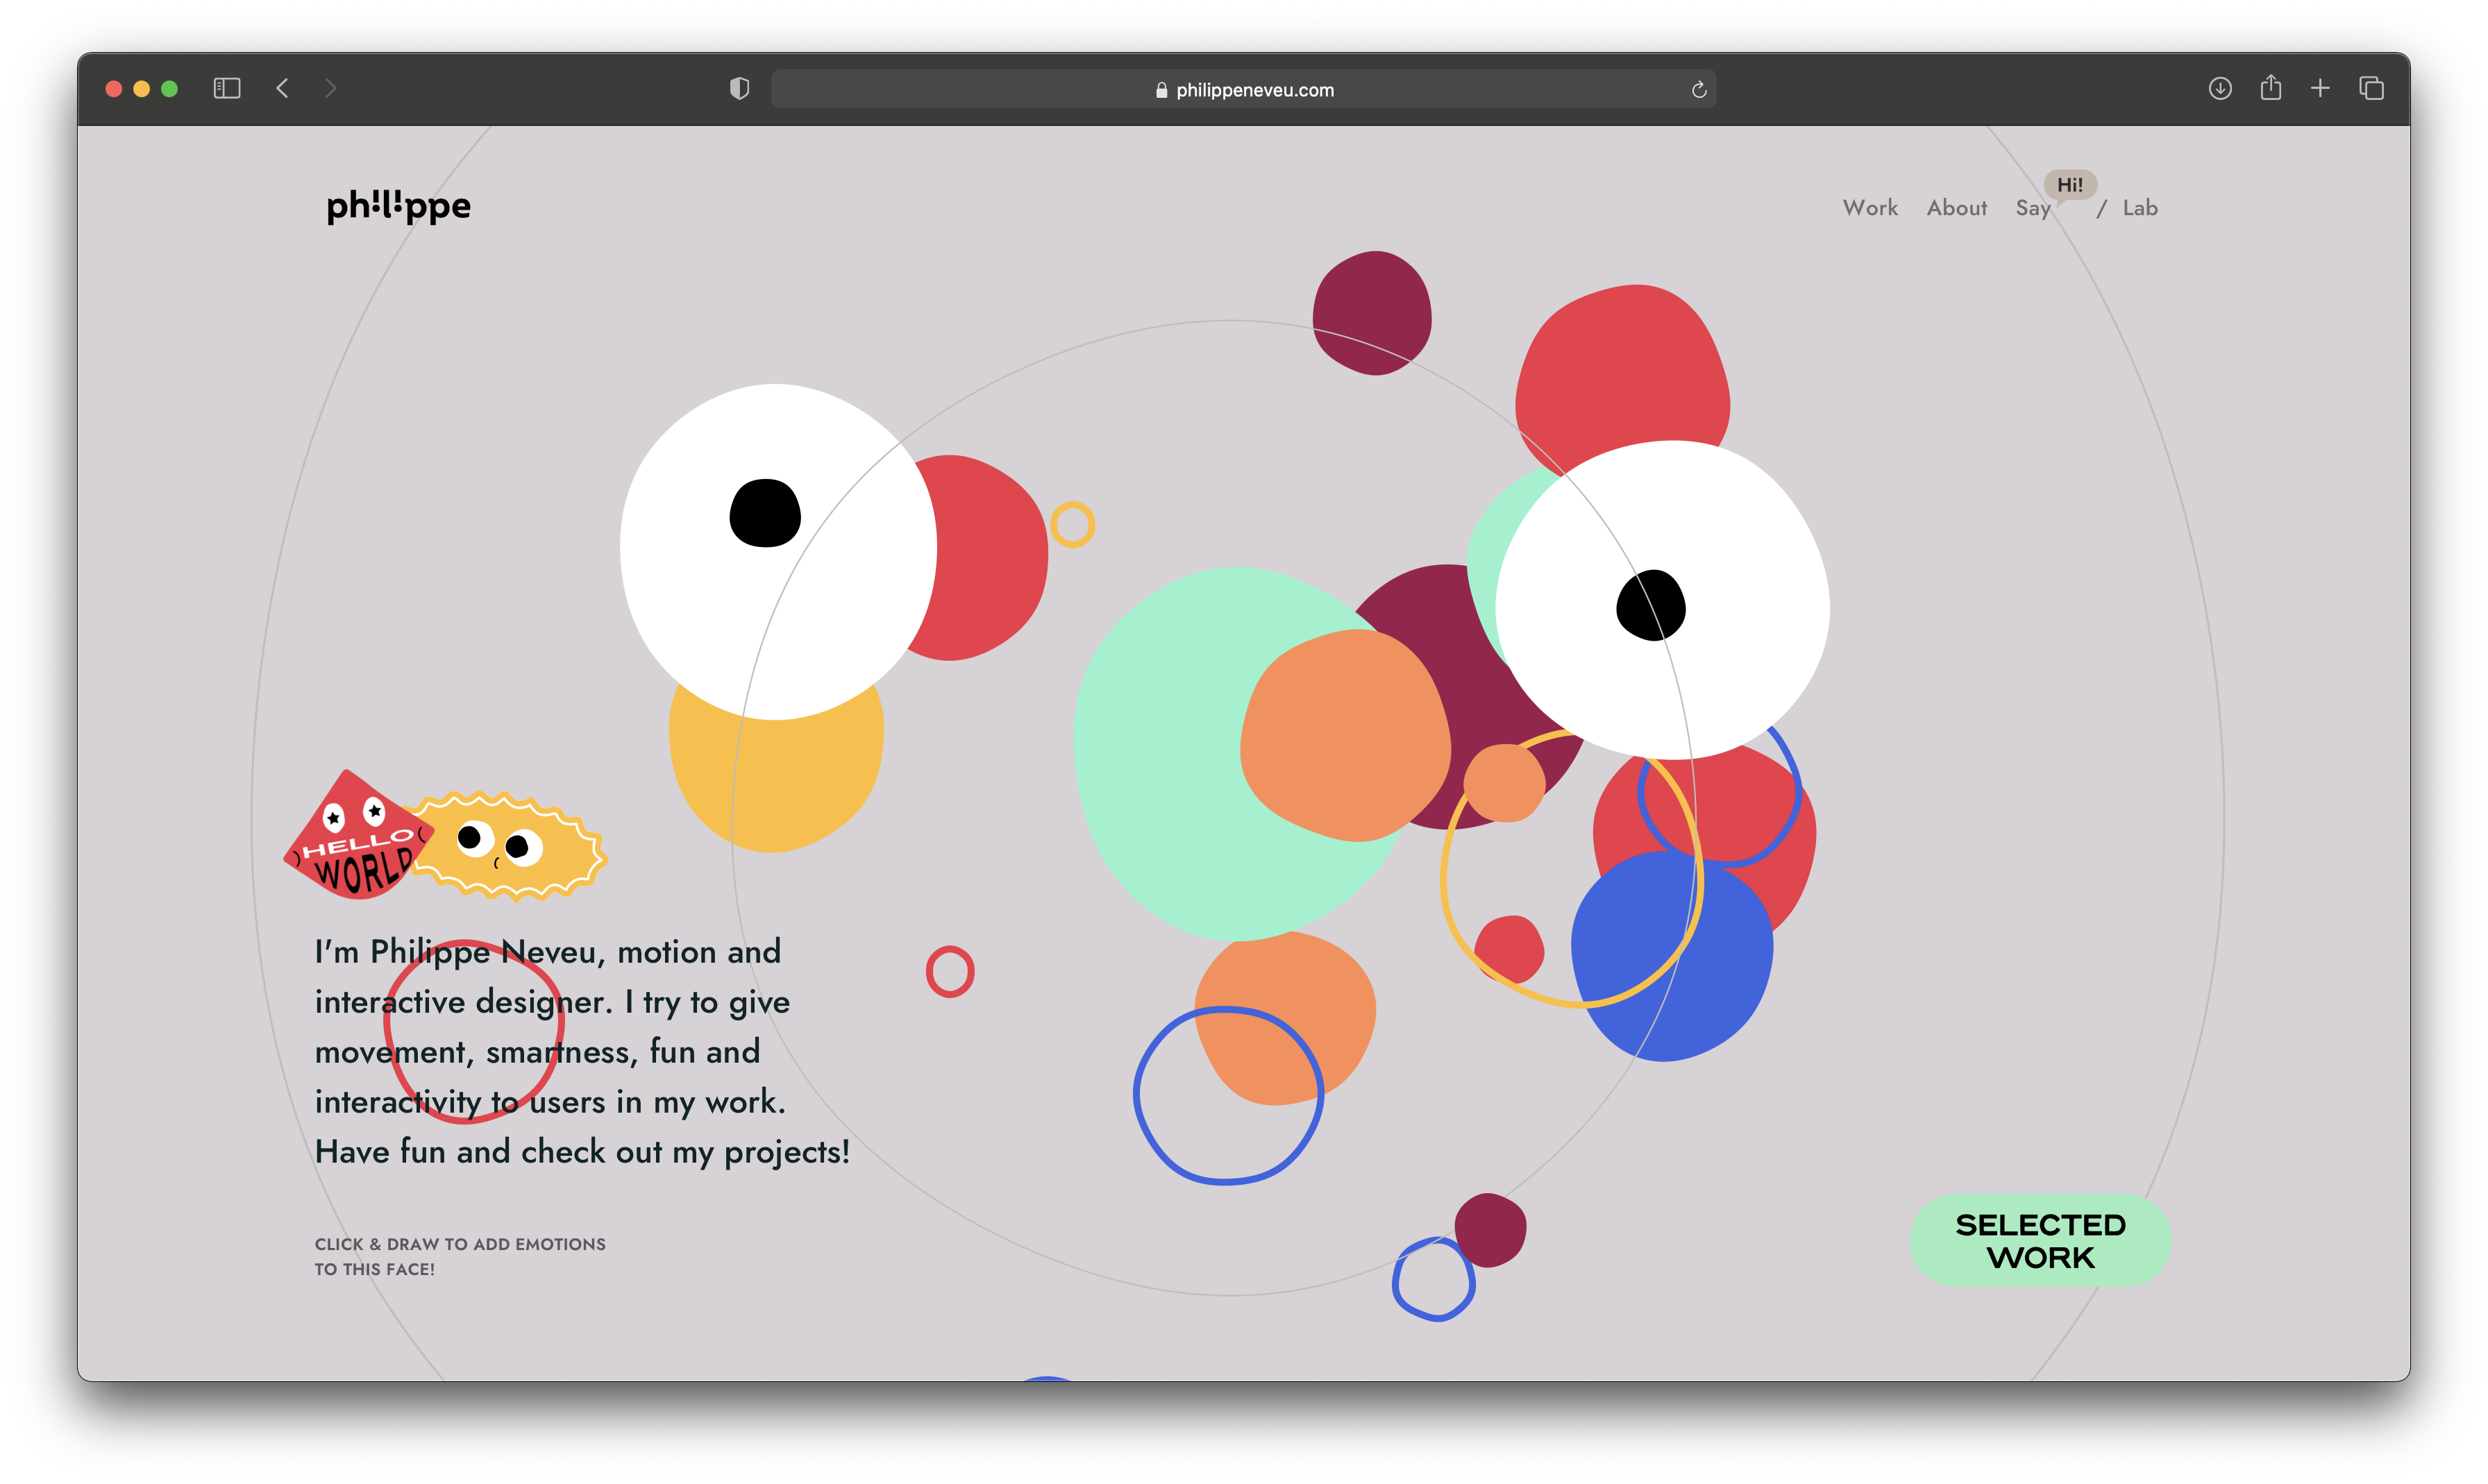 philippeneveu.com
philippe
Work About Say Hi! / Lab
HELLO
WORLD
I'm Philippe Neveu, motion and
interactive designer. I try to give
movement, smartness, fun and
interactivity to users in my work.
Have fun and check out my projects!
CLICK & DRAW TO ADD EMOTIONS
TO THIS FACE!
SELECTED
WORK